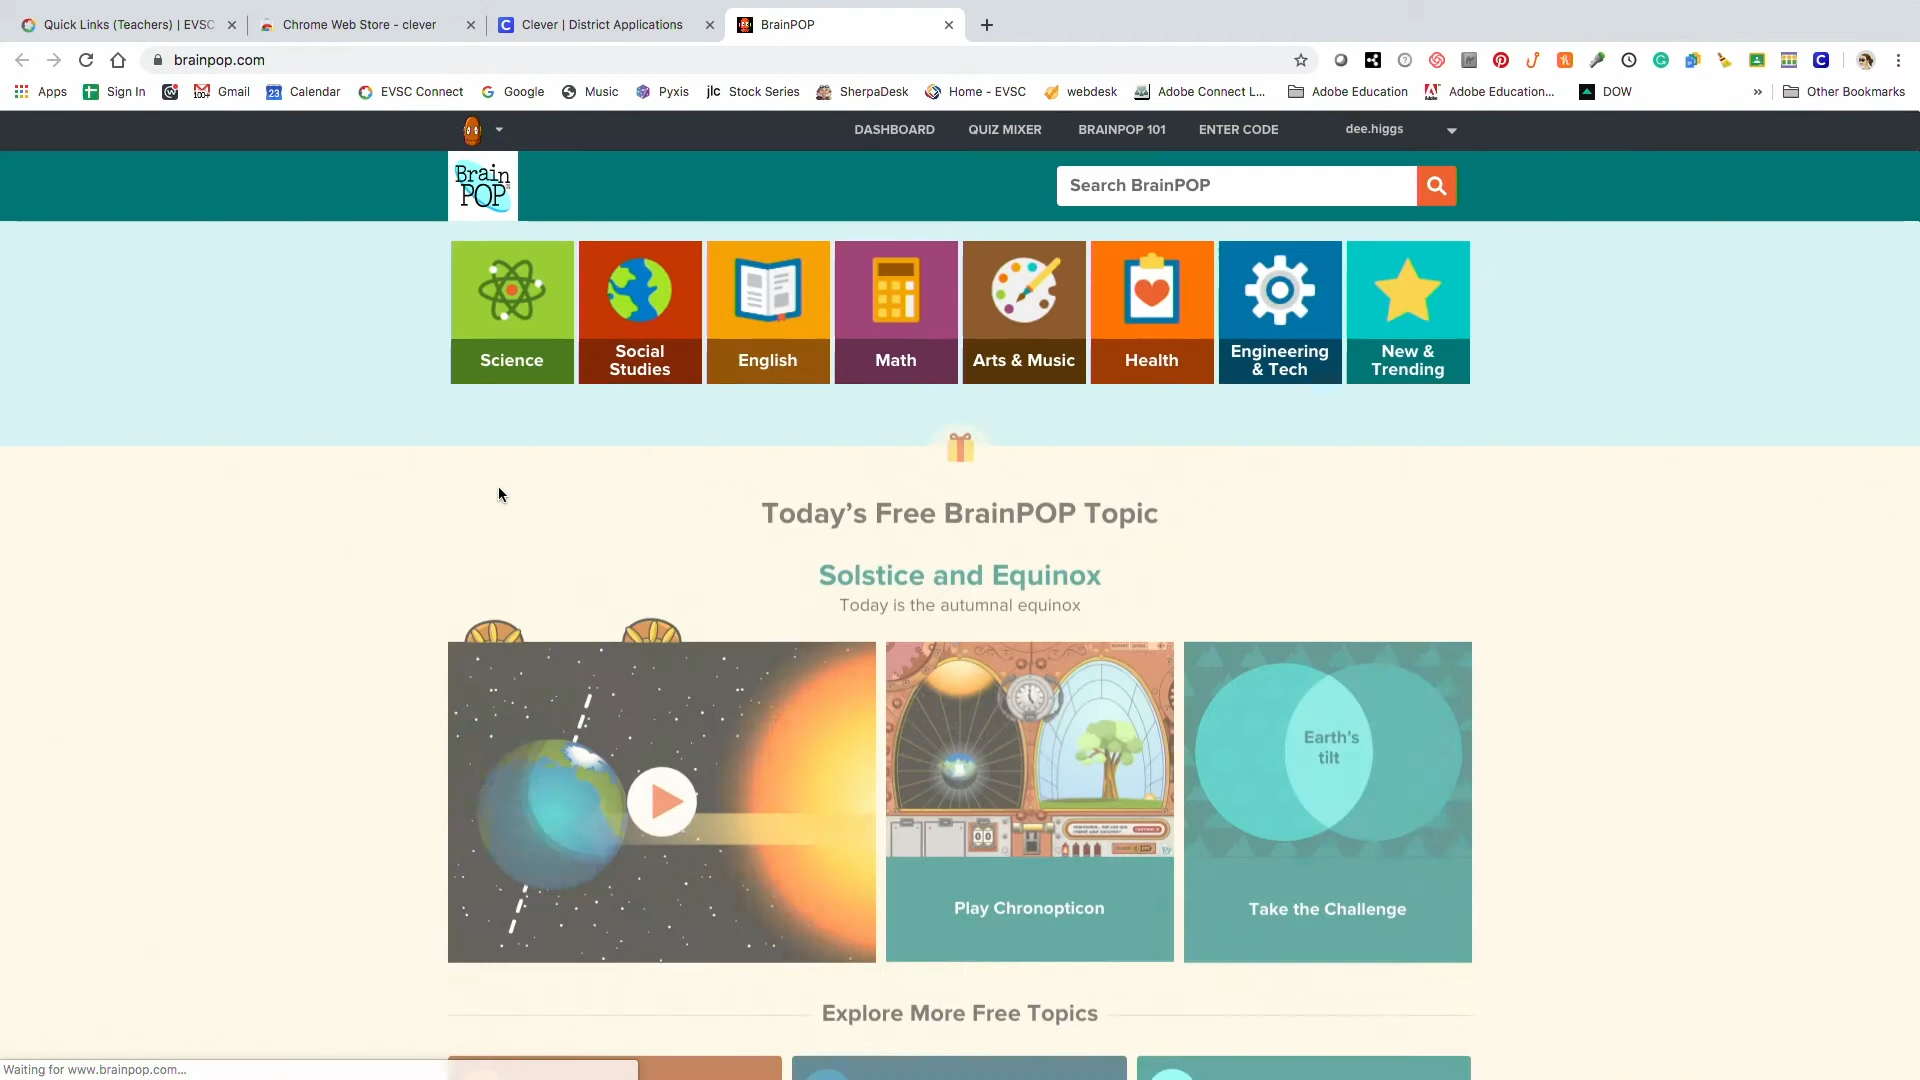 Quick Links (Teachers) | EVSC
Chrome Web Store - clever
Clever | District Applications
BrainPOP
brainpop.com
Apps
Sign In
Gmail
Calendar
EVSC Connect
Google
Music
Pyxis
jlc Stock Series
SherpaDesk
Home - EVSC
webdesk
Adobe Connect L...
Adobe Education
Adobe Education...
DOW
»
Other Bookmarks
DASHBOARD
QUIZ MIXER
BRAINPOP 101
ENTER CODE
dee.higgs
Brain
POP
Search BrainPOP
Science
Social
Studies
English
Math
Arts & Music
Health
Engineering
& Tech
New &
Trending
Today's Free BrainPOP Topic
Solstice and Equinox
Today is the autumnal equinox
Earth's
tilt
00
Play Chronopticon
Take the Challenge
Explore More Free Topics
Waiting for www.brainpop.com...